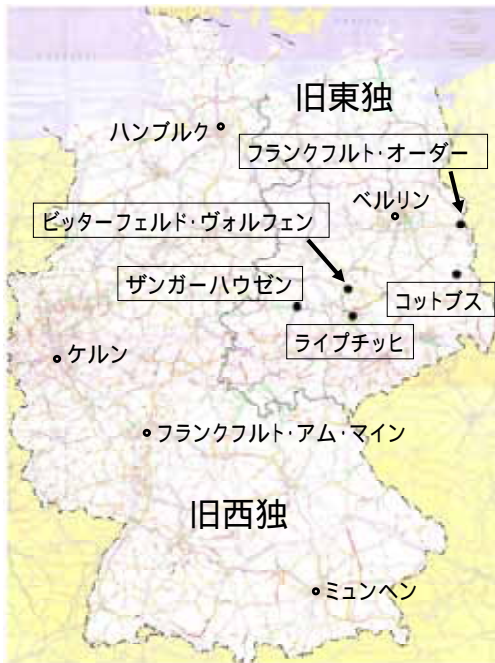 旧東独
ハンブルク
フランクフルト・オーダー
ベルリン
ビッターフェルド・ヴォルフェン
ザンガーハウゼン
コットブス
ライプチッヒ
ケルン
フランクフルト・アム・マイン
旧西独
ミュンヘン